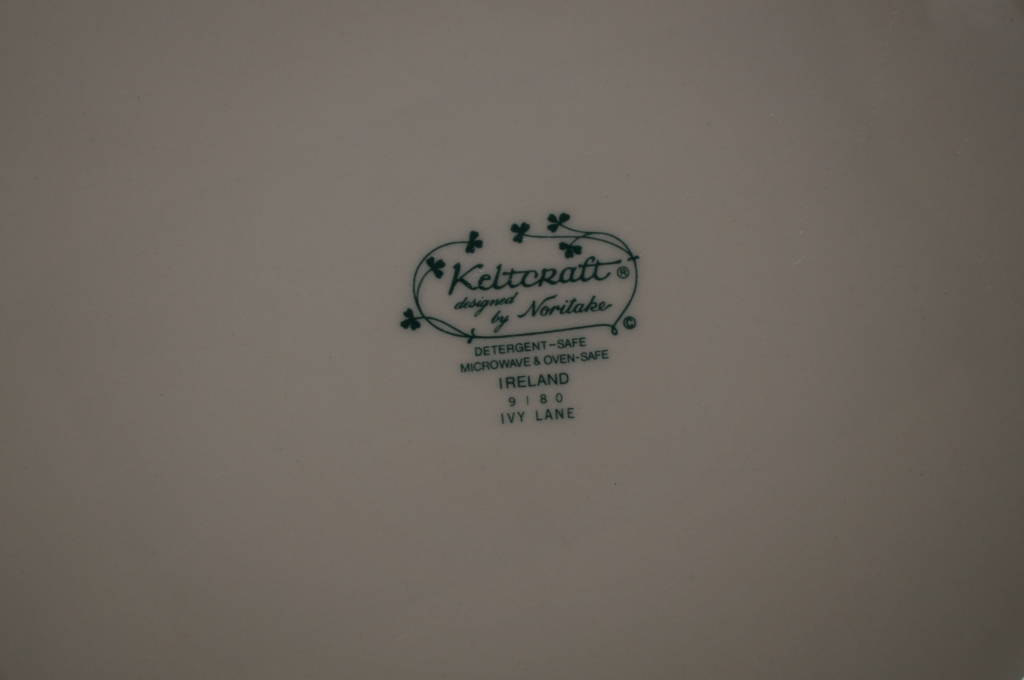 Keltcraft ®
designed
by Noritake
©
DETERGENT-SAFE
MICROWAVE & OVEN-SAFE
IRELAND
9180
IVY LANE